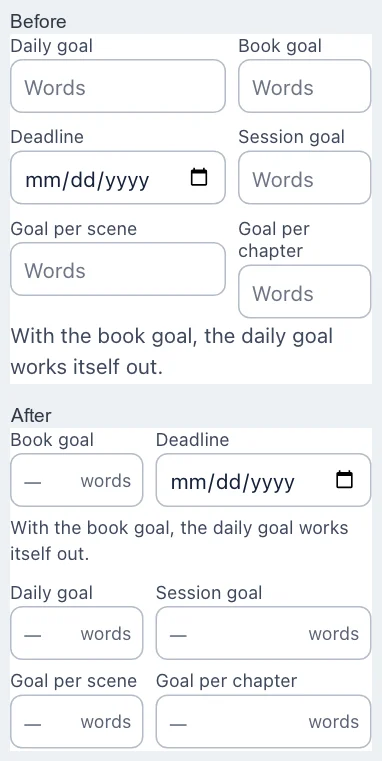 Before
Daily goal Book goal
Words Words
Deadline Session goal
mm/dd/yyyy Words
Goal per scene Goal per
chapter
Words
Words
With the book goal, the daily goal
works itself out.
After
Book goal Deadline
— words mm/dd/yyyy
With the book goal, the daily goal works
itself out.
Daily goal Session goal
— words — words
Goal per scene Goal per chapter
— words — words